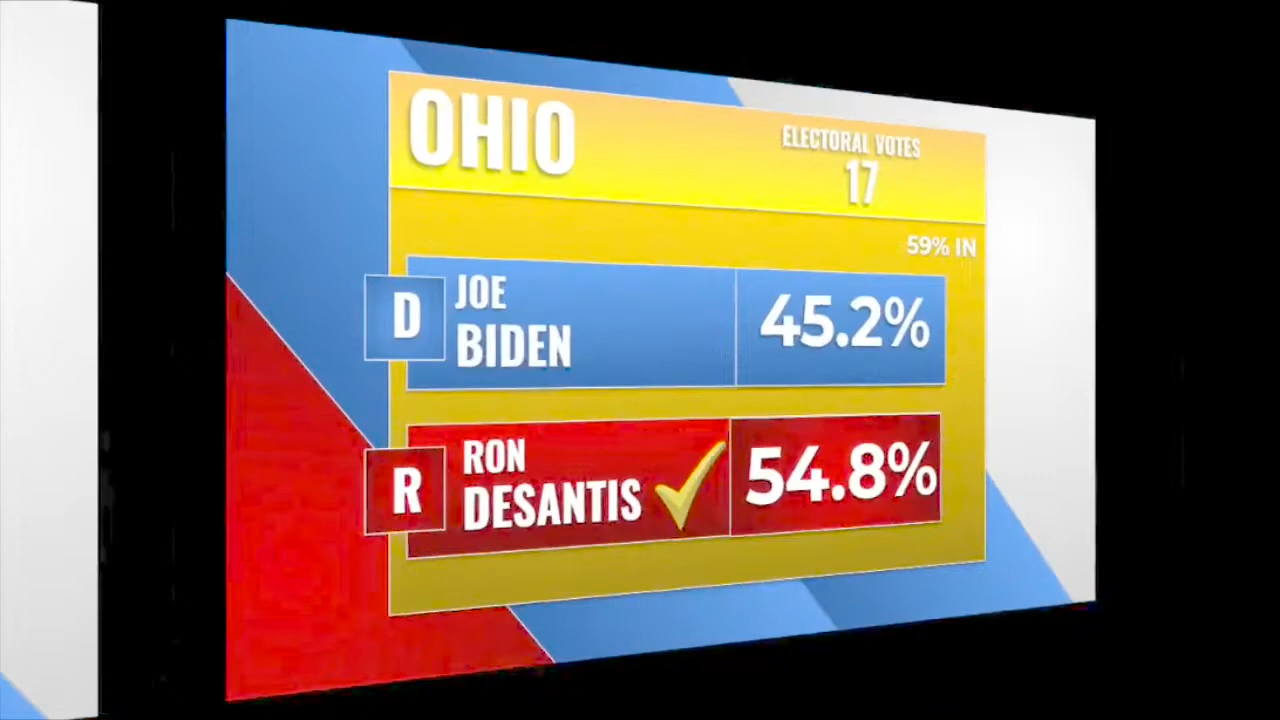 OHIO
ELECTORAL VOTES
17
59% IN
D
JOE
BIDEN
45.2%
R
RON
DESANTIS
54.8%